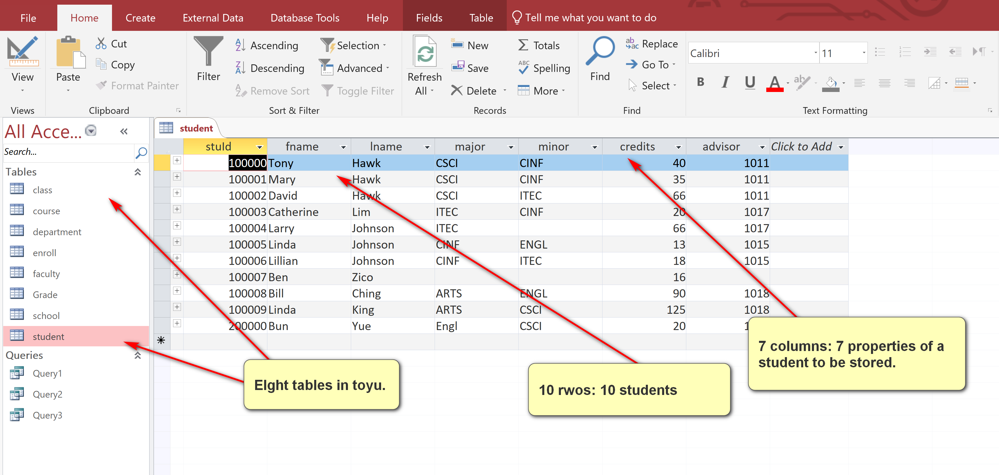 File Home Create External Data Database Tools Help Fields Table Tell me what you want to do
View
Views
Paste
Cut
Copy
Format Painter
Clipboard
Filter
Ascending
Descending
Remove Sort
Selection
Advanced
Toggle Filter
Sort & Filter
Refresh
All
New
Save
Delete
Totals
Spelling
More
Records
Find
Replace
Go To
Select
Find
Calibri 11
B I U A
Text Formatting
All Acce...
Search...
Tables
class
course
department
enroll
faculty
Grade
school
student
Queries
Query1
Query2
Query3
student
stuId fname lname major minor credits advisor Click to Add
100000 Tony Hawk CSCI CINF 40 1011
100001 Mary Hawk CSCI CINF 35 1011
100002 David Hawk CSCI ITEC 66 1011
100003 Catherine Lim ITEC CINF 20 1017
100004 Larry Johnson ITEC 66 1017
100005 Linda Johnson CINF ENGL 13 1015
100006 Lillian Johnson CINF ITEC 18 1015
100007 Ben Zico 16
100008 Bill Ching ARTS ENGL 90 1018
100009 Linda King ARTS CSCI 125 1018
200000 Bun Yue Engl CSCI 20
EIght tables in toyu.
10 rwos: 10 students
7 columns: 7 properties of a
student to be stored.